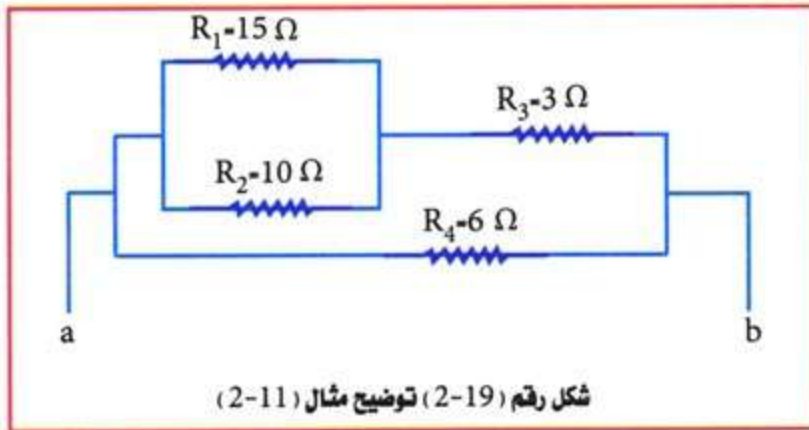 R₁=15 Ω
R₃=3 Ω
R₂=10 Ω
R₄=6 Ω
a
b
شكل رقم (2-19) توضيح مثال (2-11)